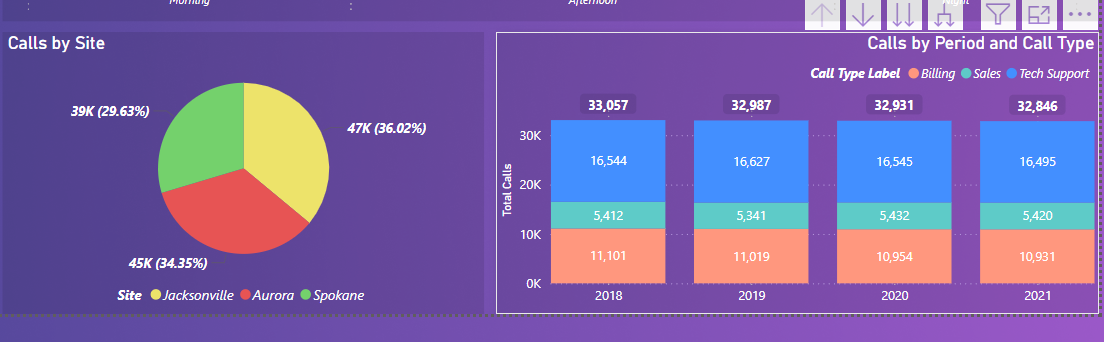 Morning
Afternoon
Night
Calls by Site
39K (29.63%)
47K (36.02%)
45K (34.35%)
Site Jacksonville Aurora Spokane
Calls by Period and Call Type
Call Type Label Billing Sales Tech Support
33,057 32,987 32,931 32,846
Total Calls
30K
20K
10K
0K
16,544 16,627 16,545 16,495
5,412 5,341 5,432 5,420
11,101 11,019 10,954 10,931
2018 2019 2020 2021